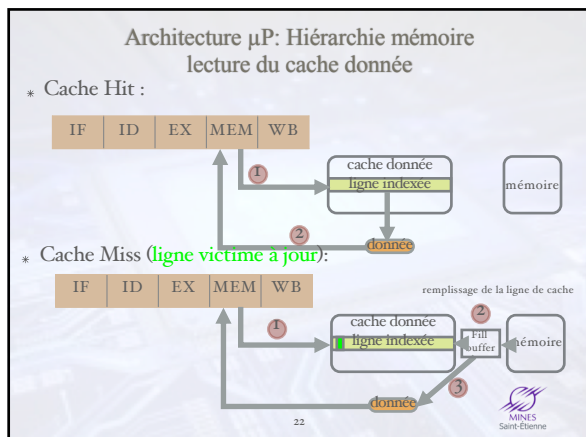 Architecture µP: Hiérarchie mémoire
lecture du cache donnée
* Cache Hit :
IF ID EX MEM WB
1
cache donnée
ligne indexée
mémoire
2
donnée
* Cache Miss (ligne victime à jour):
IF ID EX MEM WB
remplissage de la ligne de cache
1
2
cache donnée
ligne indexée
Fill
buffer
mémoire
3
donnée
22
MINES
Saint-Étienne